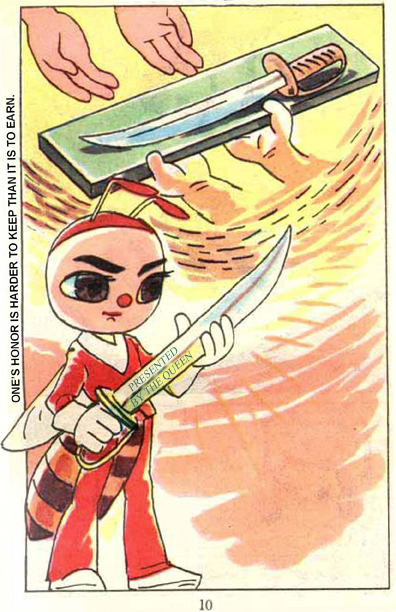 ONE'S HONOR IS HARDER TO KEEP THAN IT IS TO EARN.
PRESENTED
BY THE QUEEN
10